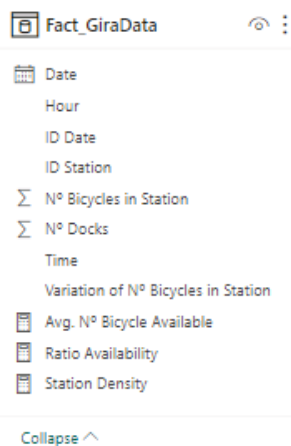 Fact_GiraData
Date
Hour
ID Date
ID Station
Nº Bicycles in Station
Nº Docks
Time
Variation of Nº Bicycles in Station
Avg. Nº Bicycle Available
Ratio Availability
Station Density
Collapse